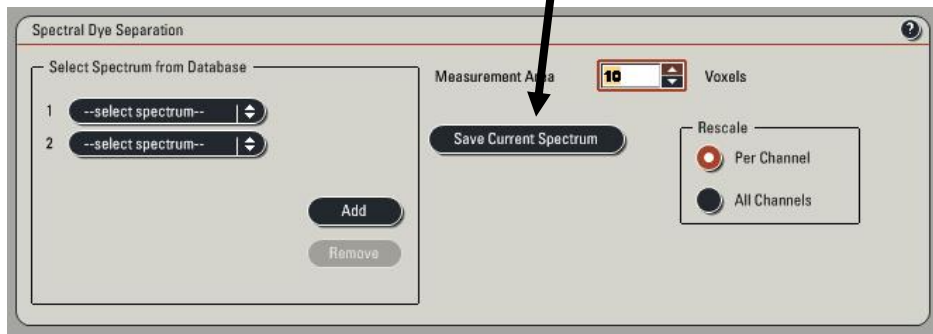 Spectral Dye Separation
?
Select Spectrum from Database
1 --select spectrum--
2 --select spectrum--
Add
Remove
Measurement Area 10 Voxels
Save Current Spectrum
Rescale
Per Channel
All Channels